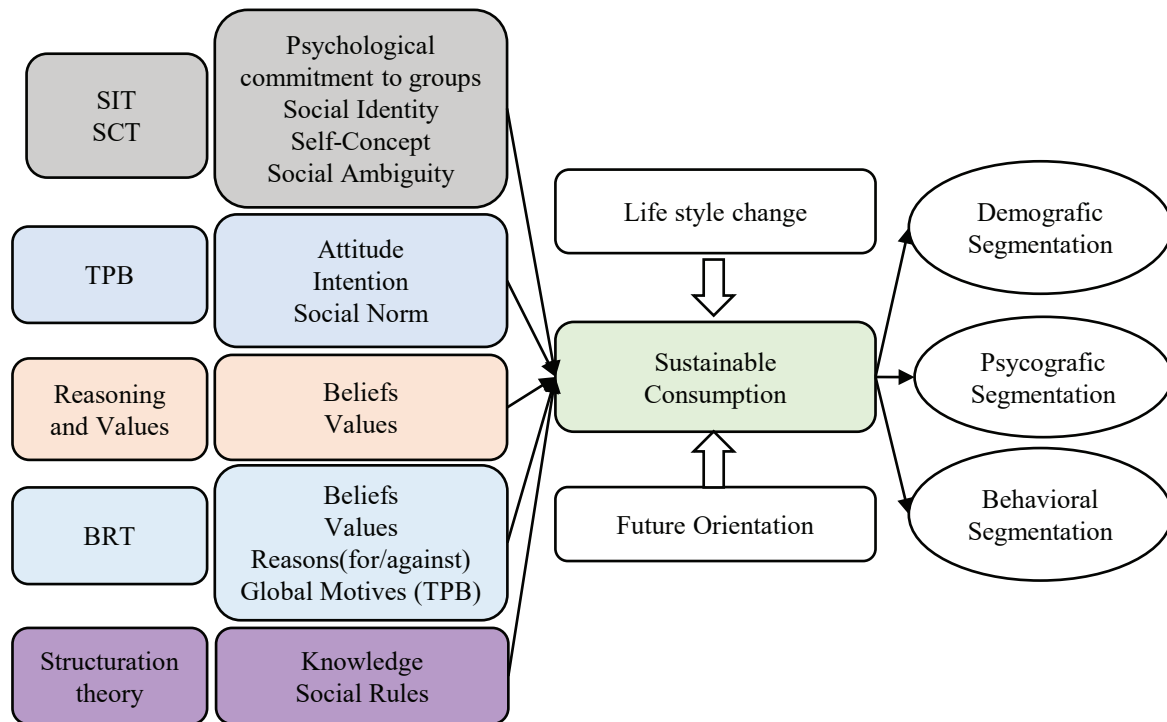 SIT
SCT
Psychological
commitment to groups
Social Identity
Self-Concept
Social Ambiguity
TPB
Attitude
Intention
Social Norm
Reasoning
and Values
Beliefs
Values
BRT
Beliefs
Values
Reasons(for/against)
Global Motives (TPB)
Structuration
theory
Knowledge
Social Rules
Life style change
Sustainable
Consumption
Future Orientation
Demografic
Segmentation
Psycografic
Segmentation
Behavioral
Segmentation